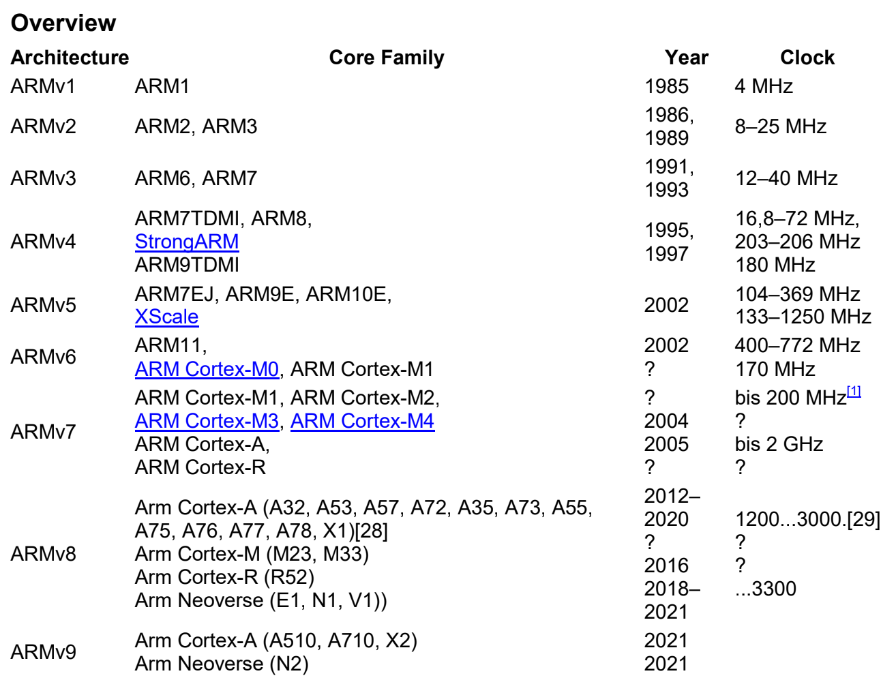 Overview
Architecture Core Family Year Clock
ARMv1 ARM1 1985 4 MHz
ARMv2 ARM2, ARM3 1986, 1989 8–25 MHz
ARMv3 ARM6, ARM7 1991, 1993 12–40 MHz
ARMv4
ARM7TDMI, ARM8,
StrongARM
ARM9TDMI
1995,
1997
16,8–72 MHz,
203–206 MHz
180 MHz
ARMv5
ARM7EJ, ARM9E, ARM10E,
XScale
2002
104–369 MHz
133–1250 MHz
ARMv6
ARM11,
ARM Cortex-M0, ARM Cortex-M1
2002
?
400–772 MHz
170 MHz
ARMv7
ARM Cortex-M1, ARM Cortex-M2,
ARM Cortex-M3, ARM Cortex-M4
ARM Cortex-A,
ARM Cortex-R
?
2004
2005
?
bis 200 MHz[1]
?
bis 2 GHz
?
ARMv8
Arm Cortex-A (A32, A53, A57, A72, A35, A73, A55,
A75, A76, A77, A78, X1)[28]
Arm Cortex-M (M23, M33)
Arm Cortex-R (R52)
Arm Neoverse (E1, N1, V1))
2012–
2020
?
2016
2018–
2021
1200...3000.[29]
?
?
...3300
ARMv9
Arm Cortex-A (A510, A710, X2)
Arm Neoverse (N2)
2021
2021